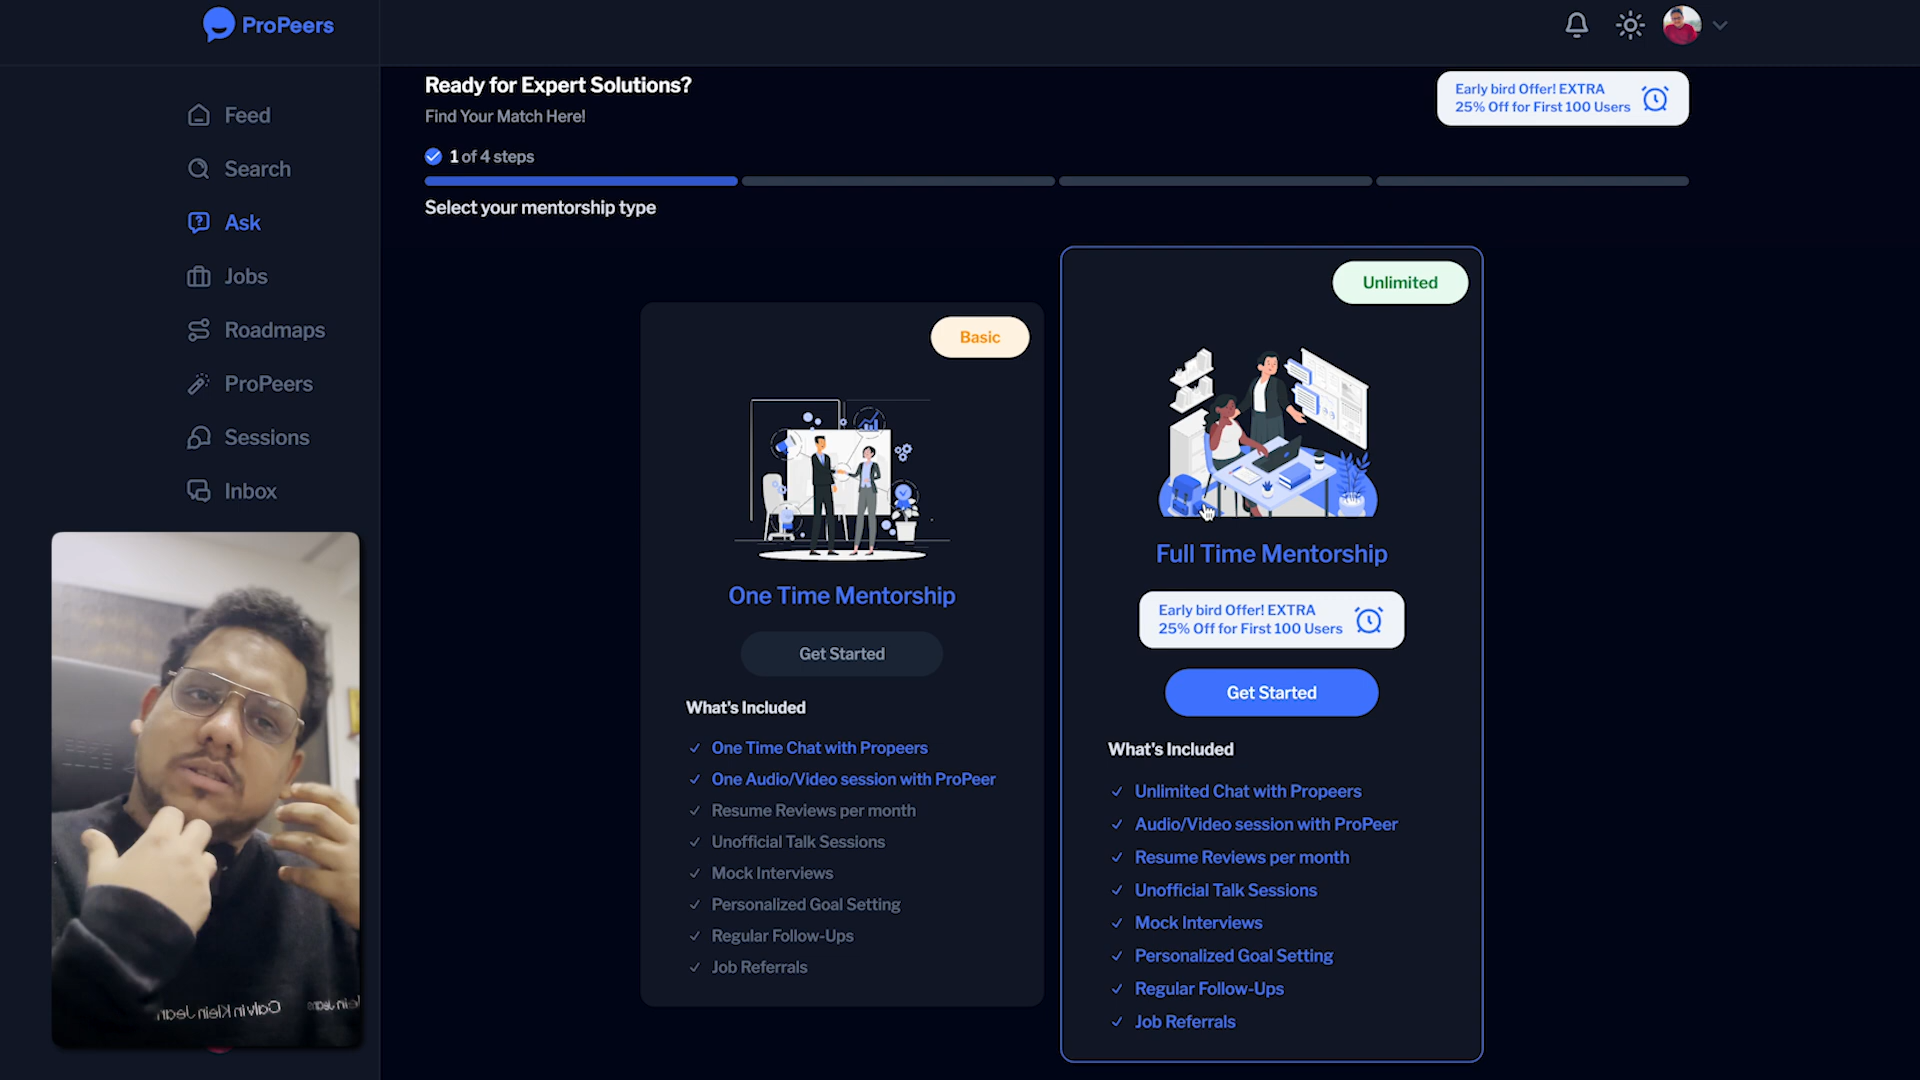 ProPeers
Feed
Search
Ask
Jobs
Roadmaps
ProPeers
Sessions
Inbox
Ready for Expert Solutions?
Find Your Match Here!
Early bird Offer! EXTRA
25% Off for First 100 Users
1 of 4 steps
Select your mentorship type
Basic
One Time Mentorship
Get Started
What's Included
One Time Chat with Propeers
One Audio/Video session with ProPeer
Resume Reviews per month
Unofficial Talk Sessions
Mock Interviews
Personalized Goal Setting
Regular Follow-Ups
Job Referrals
Unlimited
Full Time Mentorship
Early bird Offer! EXTRA
25% Off for First 100 Users
Get Started
What's Included
Unlimited Chat with Propeers
Audio/Video session with ProPeer
Resume Reviews per month
Unofficial Talk Sessions
Mock Interviews
Personalized Goal Setting
Regular Follow-Ups
Job Referrals
Calvin Klein Jean